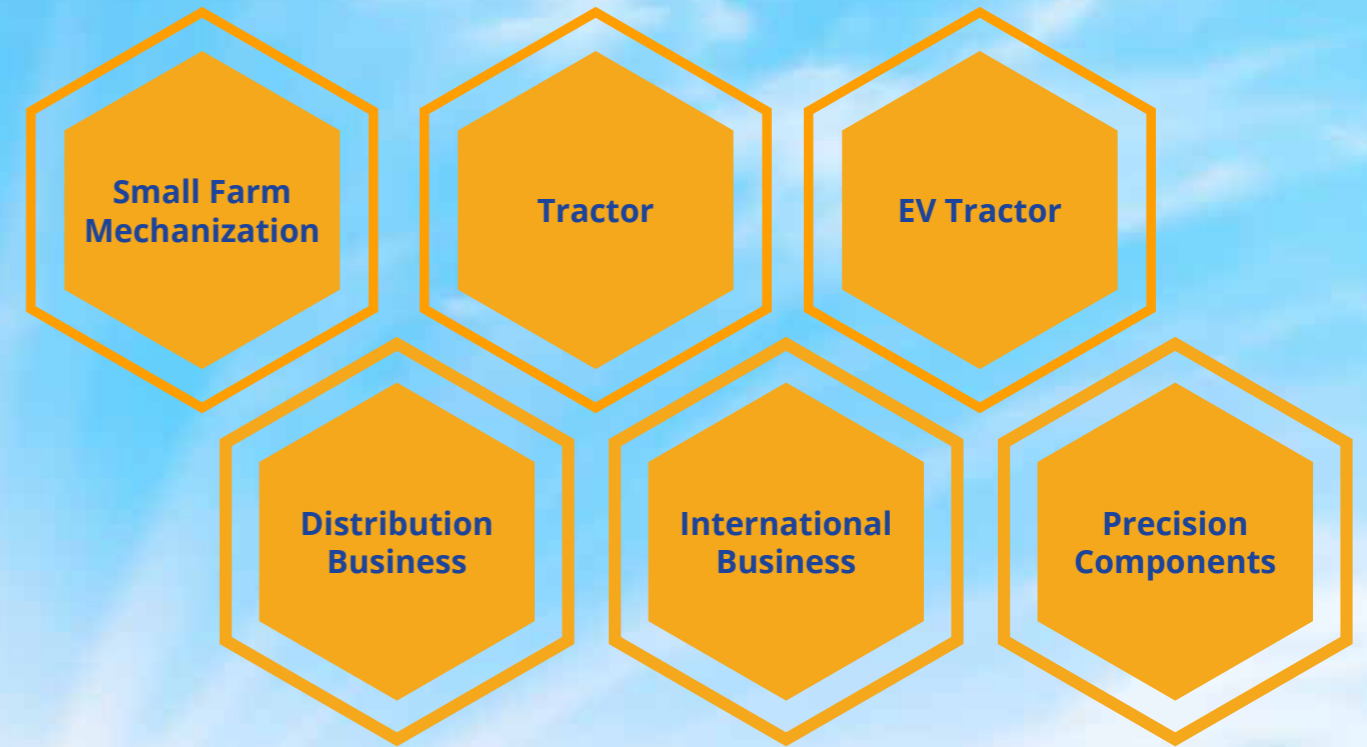 Small Farm
Mechanization
Tractor
EV Tractor
Distribution
Business
International
Business
Precision
Components